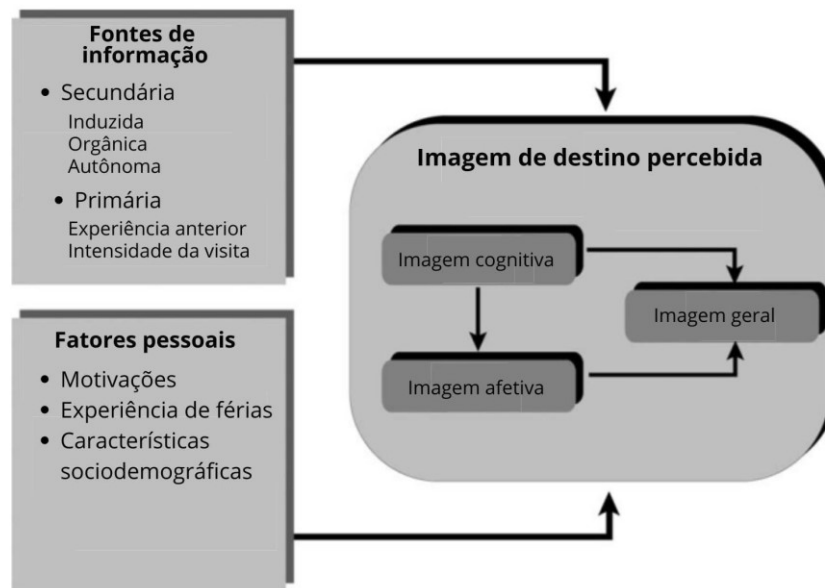 Fontes de
informação
• Secundária
Induzida
Orgânica
Autônoma
• Primária
Experiência anterior
Intensidade da visita
Fatores pessoais
• Motivações
• Experiência de férias
• Características
sociodemográficas
Imagem de destino percebida
Imagem cognitiva
Imagem afetiva
Imagem geral